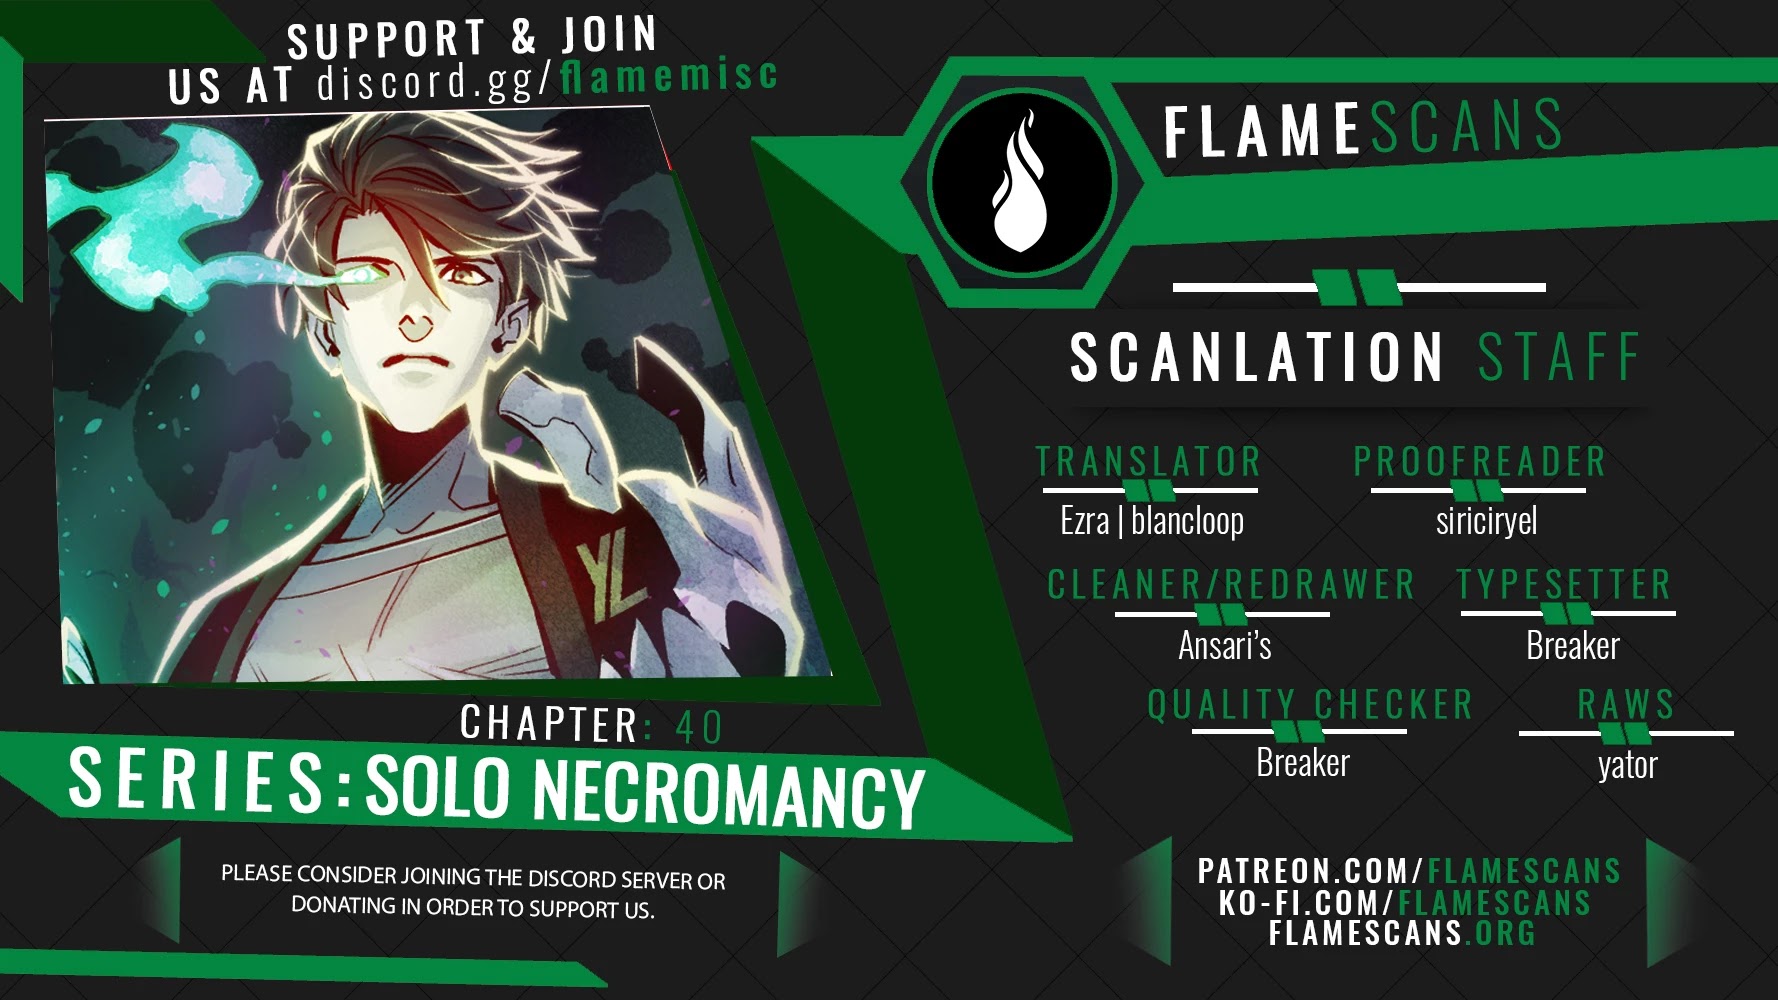 SUPPORT & JOIN
US AT discord.gg/flamemisc
YL
CHAPTER: 40
SERIES: SOLO NECROMANCY
PLEASE CONSIDER JOINING THE DISCORD SERVER OR
DONATING IN ORDER TO SUPPORT US.
FLAMESCANS
SCANLATION STAFF
TRANSLATOR
Ezra | blancloop
PROOFREADER
siriciryel
CLEANER/REDRAWER
Ansari's
TYPESETTER
Breaker
QUALITY CHECKER
Breaker
RAWS
yator
PATREON.COM/FLAMESCANS
KO-FI.COM/FLAMESCANS
FLAMESCANS.ORG